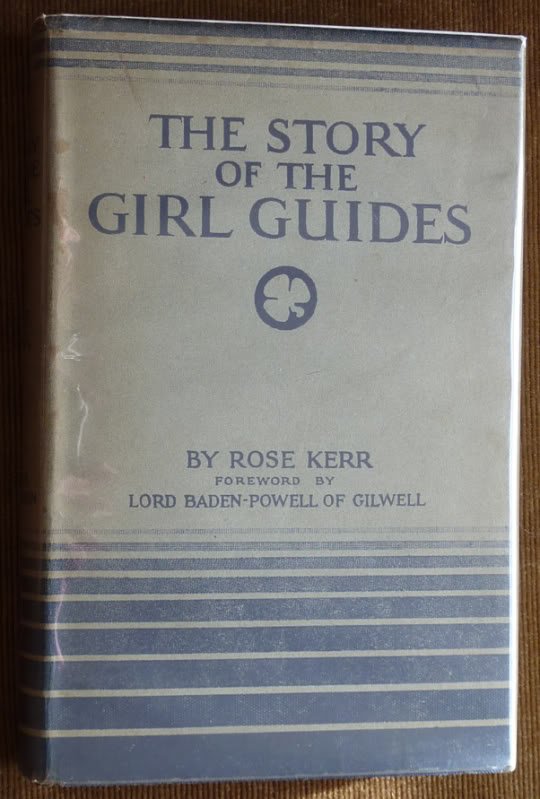 THE STORY
OF THE
GIRL GUIDES
BY ROSE KERR
FOREWORD BY
LORD BADEN-POWELL OF GILWELL